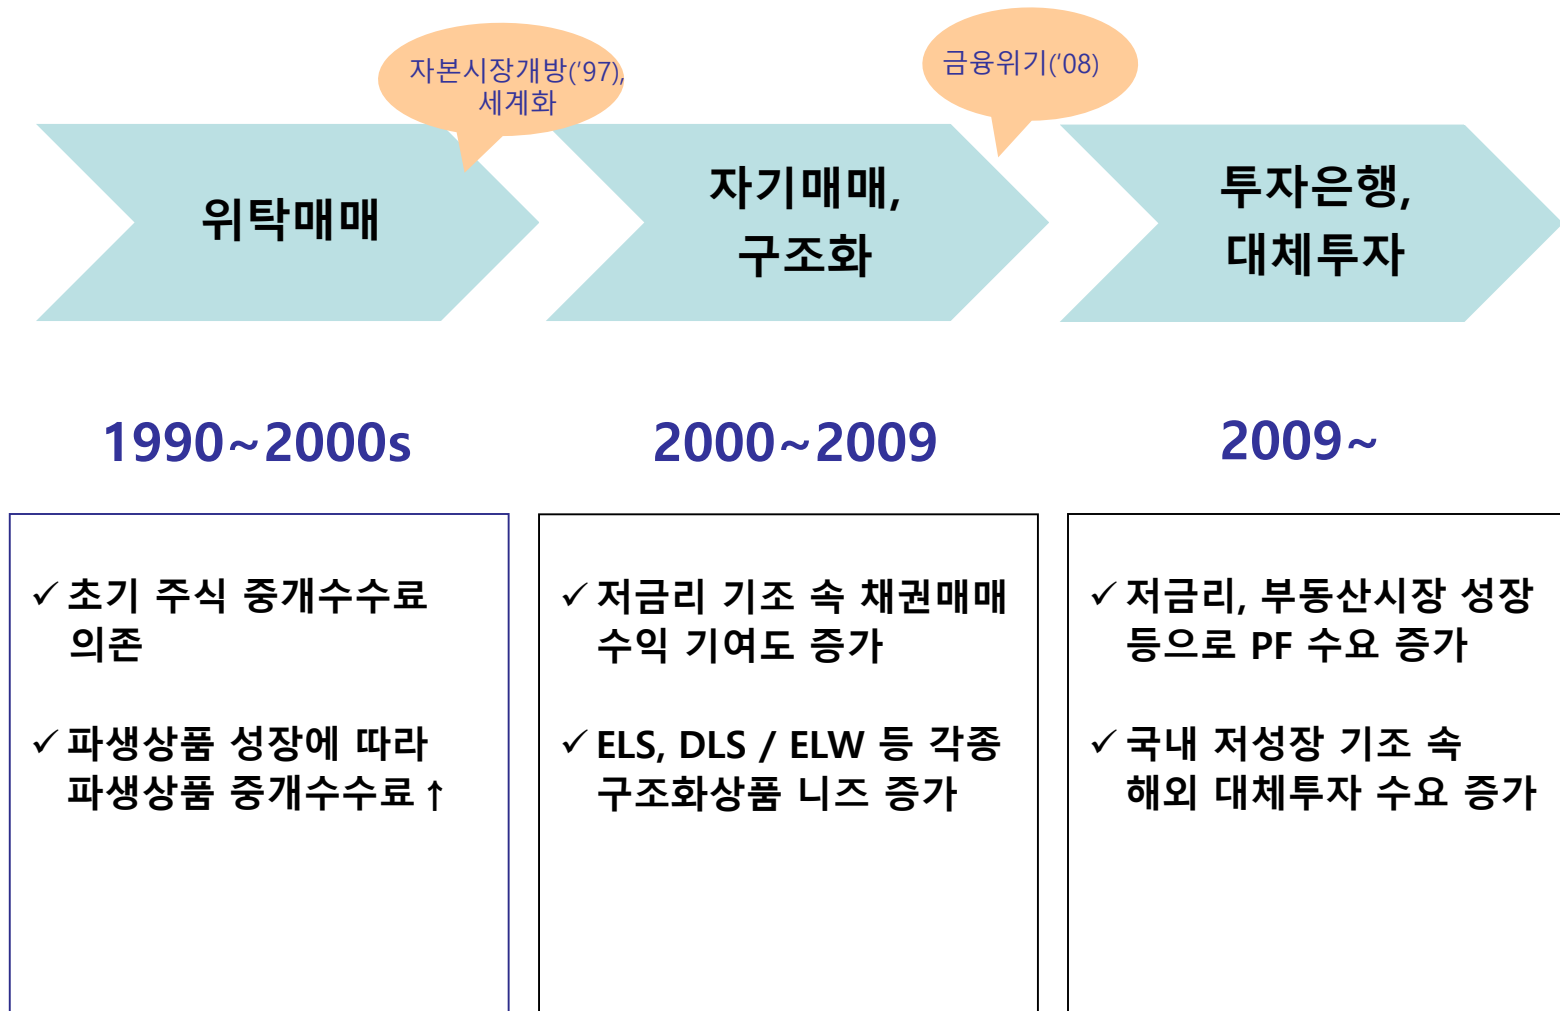 자본시장개방('97),
세계화
금융위기('08)
위탁매매
자기매매,
구조화
투자은행,
대체투자
1990~2000s
2000~2009
2009~
✓ 초기 주식 중개수수료
의존
✓ 파생상품 성장에 따라
파생상품 중개수수료↑
✓ 저금리 기조 속 채권매매
수익 기여도 증가
✓ ELS, DLS / ELW 등 각종
구조화상품 니즈 증가
✓ 저금리, 부동산시장 성장
등으로 PF 수요 증가
✓ 국내 저성장 기조 속
해외 대체투자 수요 증가